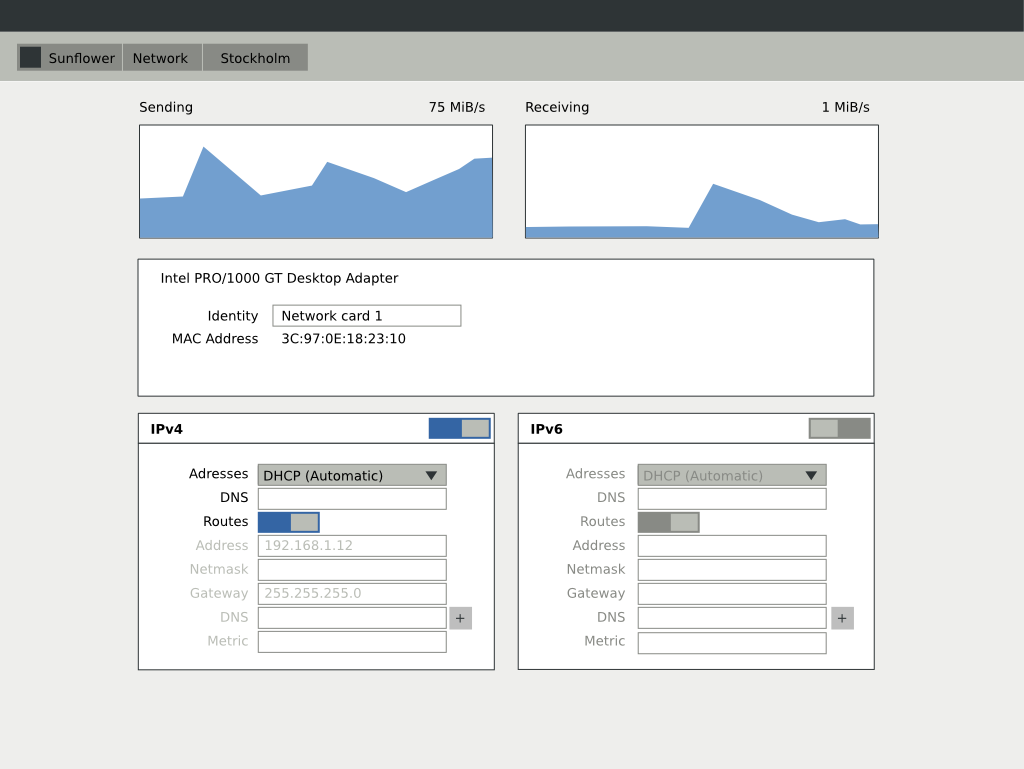 Sunflower Network Stockholm
Sending 75 MiB/s
Receiving 1 MiB/s
Intel PRO/1000 GT Desktop Adapter
Identity Network card 1
MAC Address 3C:97:0E:18:23:10
IPv4
Adresses DHCP (Automatic)
DNS
Routes
Address 192.168.1.12
Netmask
Gateway 255.255.255.0
DNS +
Metric
IPv6
Adresses DHCP (Automatic)
DNS
Routes
Address
Netmask
Gateway
DNS +
Metric